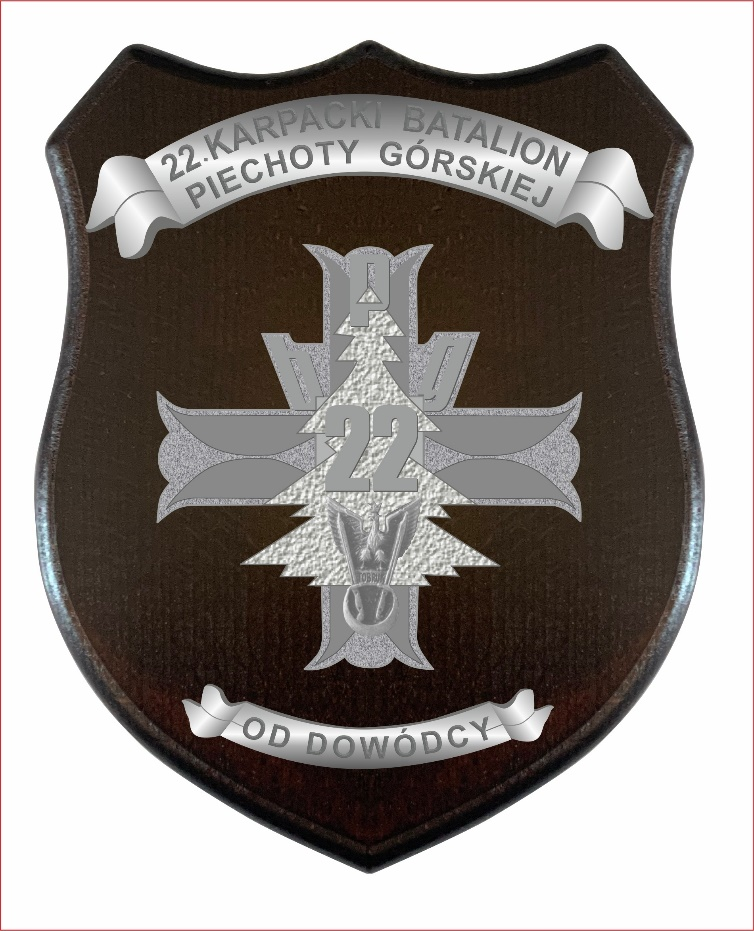 22.KARPACKI BATALION
PIECHOTY GÓRSKIEJ
p
h g
22
OD DOWÓDCY